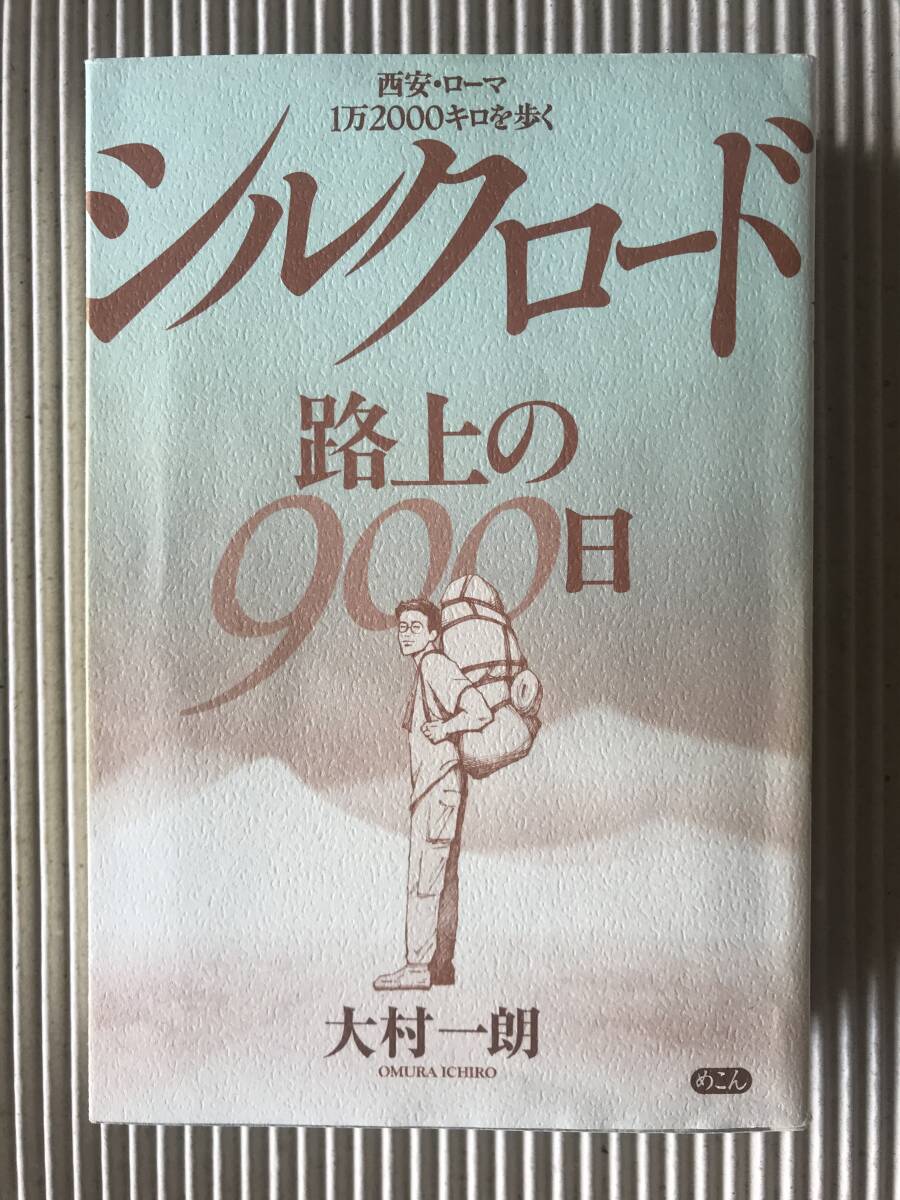 西安・ローマ
1万2000キロを歩く
シルクロード
路上の
900日
大村一朗
OMURA ICHIRO
めこん